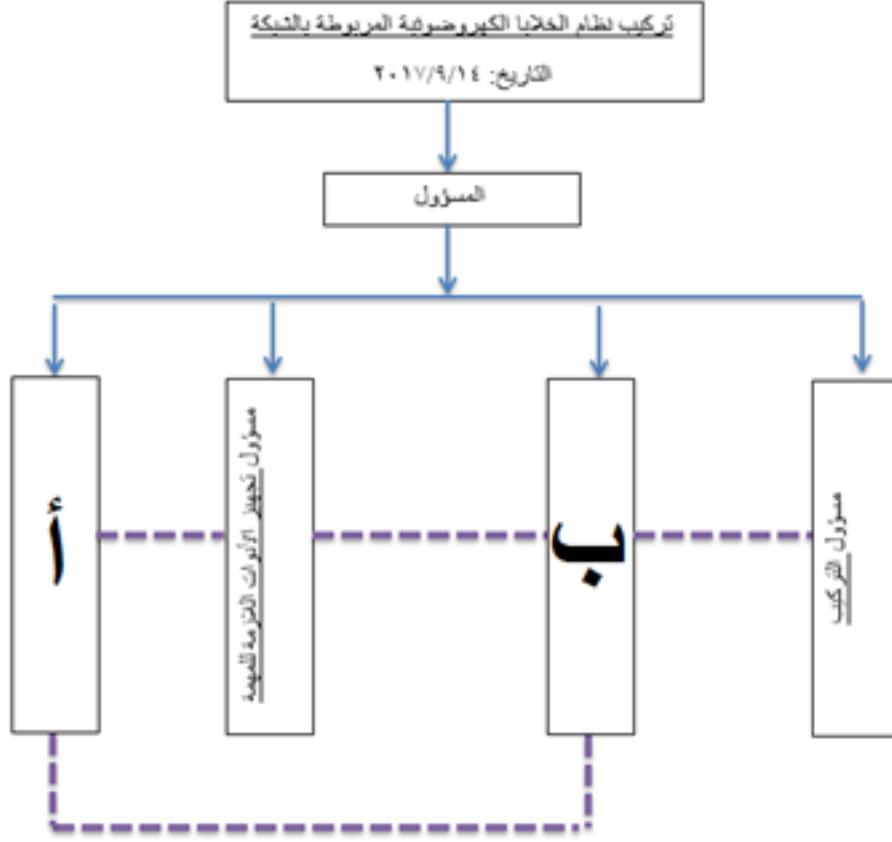 تركيب نظام الخلايا الكهروضوئية المربوطة بالشبكة
التاريخ: ٢٠١٧/٩/١٤
المسؤول
مسؤول التركيب
ب
مسؤول تجهيز الأدوات اللازمة للمهمة
أ